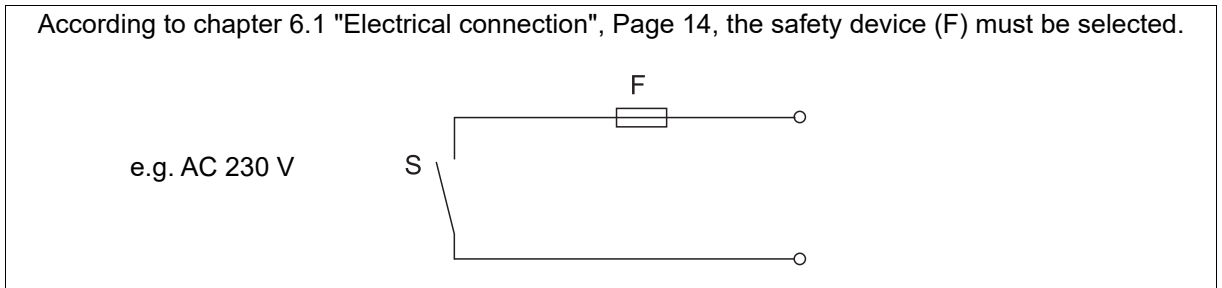 According to chapter 6.1 "Electrical connection", Page 14, the safety device (F) must be selected.
F
e.g. AC 230 V
S